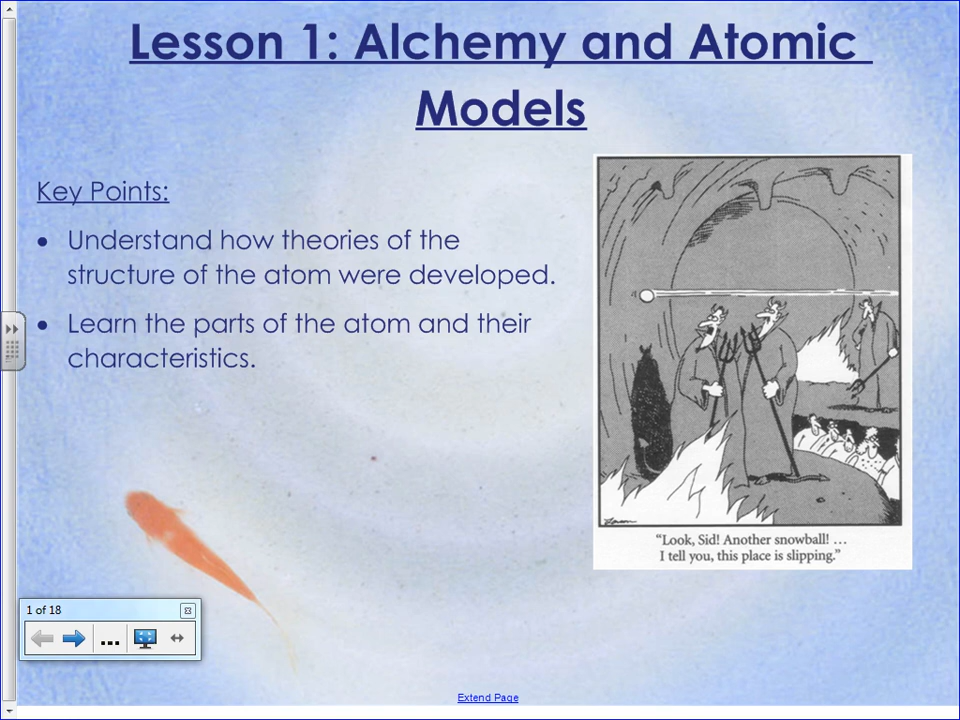 Lesson 1: Alchemy and Atomic
Models
Key Points:
• Understand how theories of the
structure of the atom were developed.
• Learn the parts of the atom and their
characteristics.
Larson
"Look, Sid! Another snowball! ...
I tell you, this place is slipping."
1 of 18
...
Extend Page